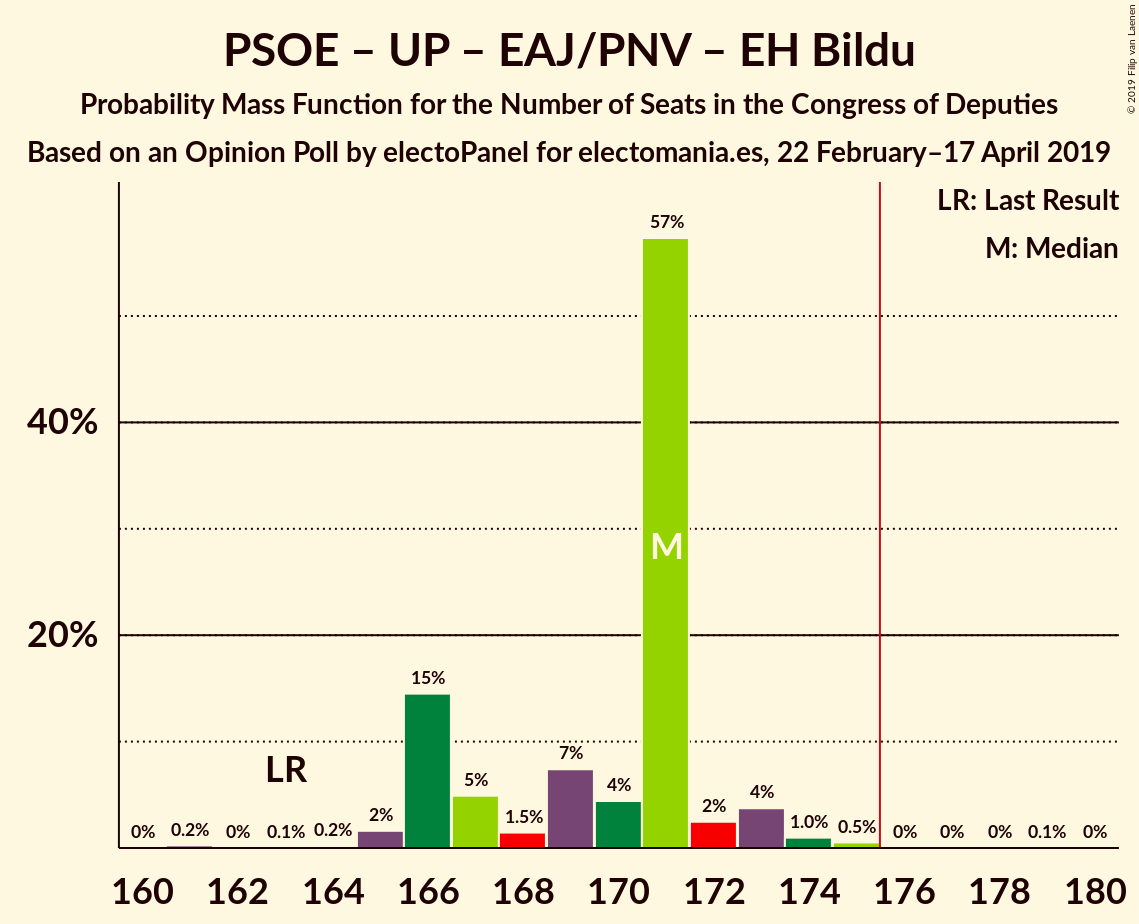 PSOE – UP – EAJ/PNV – EH Bildu
Probability Mass Function for the Number of Seats in the Congress of Deputies
Based on an Opinion Poll by electoPanel for electomania.es, 22 February–17 April 2019
© 2019 Filip van Laenen
LR: Last Result
M: Median
57%
40%
M
20%
15%
LR
7%
5%
4%
4%
2%
2%
1.5%
1.0%
0.5%
0% 0.2% 0% 0.1% 0.2%
0% 0% 0% 0.1% 0%
160 162 164 166 168 170 172 174 176 178 180